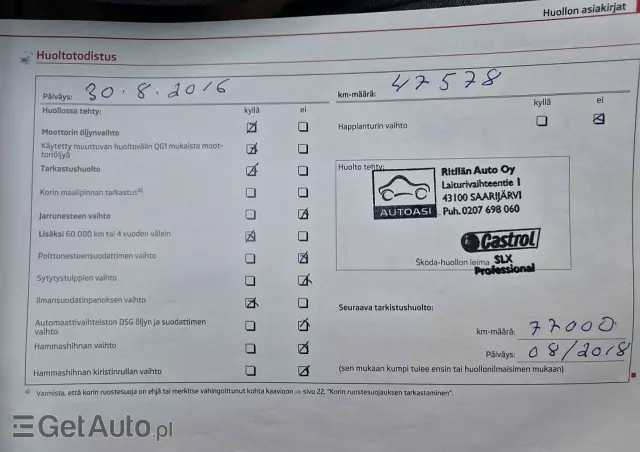 Huollon asiakirjat
Huoltotodistus
Päiväys: 30.8.2016
km-määrä: 47578
Huollossa tehty: kyllä ei
kyllä ei
Moottorin öljynvaihto
Happianturin vaihto
Käytetty muuttuvan huoltovälin QG1 mukaista moot-
toriöljyä
Tarkastushuolto
Korin maalipinnan tarkastus a)
Jarrunesteen vaihto
Lisäksi 60 000 km tai 4 vuoden välein
Polttonesteensuodattimen vaihto
Sytytystulppien vaihto
Ilmansuodatinpanoksen vaihto
Automaattivaihteiston DSG öljyn ja suodattimen
vaihto
Hammashihnan vaihto
Hammashihnan kiristinrullan vaihto
Huolto tehty:
AUTOASI
Ritilän Auto Oy
Laiturivaihteentie 1
43100 SAARIJÄRVI
Puh. 0207 698 060
Castrol
SLX
Professional
Škoda-huollon leima
Seuraava tarkistushuolto:
km-määrä: 77000
Päiväys: 08/2018
(sen mukaan kumpi tulee ensin tai huollonilmaisimen mukaan)
a) Varmista, että korin ruostesuoja on ehjä tai merkitse vahingoittunut kohta kaavioon ⇒ sivu 22, "Korin ruostesuojauksen tarkastaminen".
GetAuto.pl